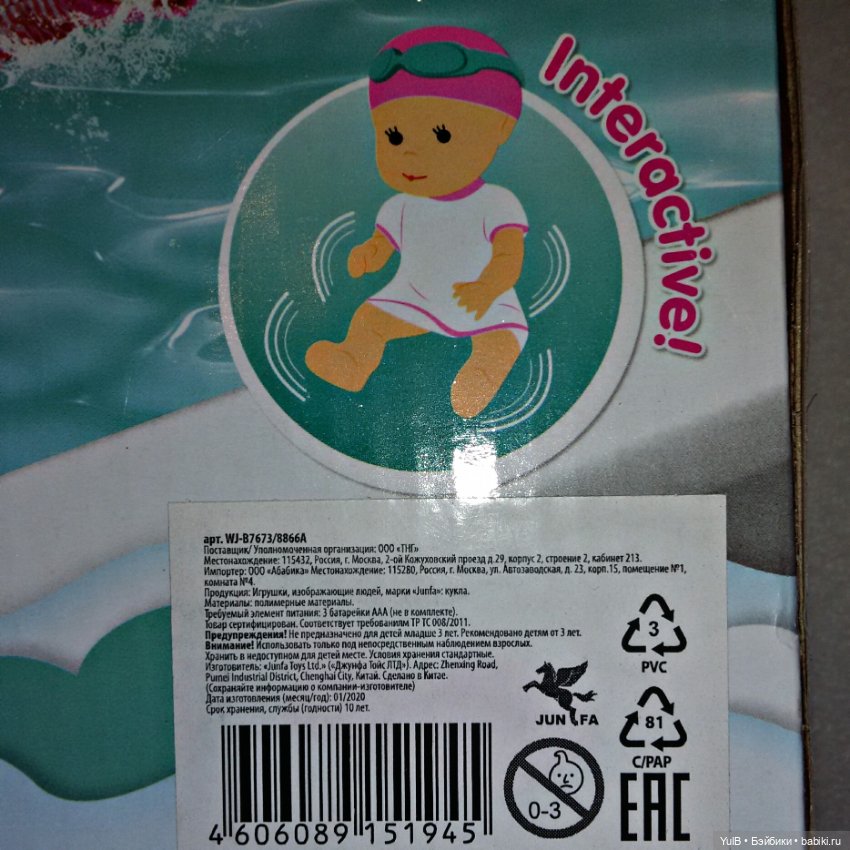 Interactive!
арт. WJ-B7673/8866A
Поставщик/ Уполномоченная организация: ООО «ТНГ»
Местонахождение: 115432, Россия, г. Москва, 2-ой Кожуховский проезд д.29, корпус 2, строение 2, кабинет 213.
Импортер: ООО «Абабика» Местонахождение: 115280, Россия, г. Москва, ул. Автозаводская, д. 23, корп.15, помещение №1,
комната №4.
Продукция: Игрушки, изображающие людей, марки «Junfa»: кукла.
Материалы: полимерные материалы.
Требуемый элемент питания: 3 батарейки ААА (не в комплекте).
Товар сертифицирован. Соответствует требованиям ТР ТС 008/2011.
Предупреждения! Не предназначено для детей младше 3 лет. Рекомендовано детям от 3 лет.
Внимание! Использовать только под непосредственным наблюдением взрослых.
Хранить в недоступном для детей месте. Условия хранения стандартные.
Изготовитель: «Junfa Toys Ltd.» («Джунфа Тойс ЛТД»). Адрес: Zhenxing Road,
Pumei Industrial District, Chenghai City, Китай. Сделано в Китае.
(Сохраняйте информацию о компании-изготовителе)
Дата изготовления (месяц/год): 01/2020
Срок хранения, службы (годности) 10 лет.
JUN FA
3
PVC
81
C/PAP
0-3
EAC
4 606089 151945
YulB • Бэйбики • babiki.ru